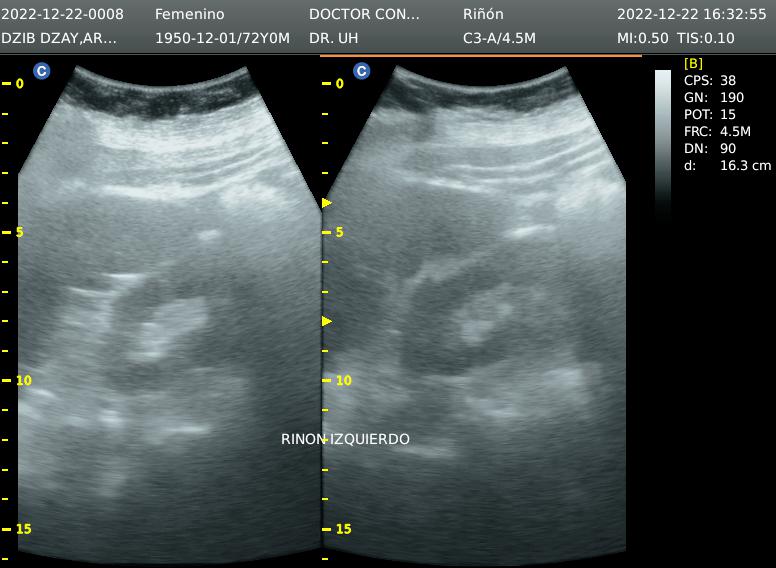 2022-12-22-0008 Femenino DOCTOR CON... Riñón 2022-12-22 16:32:55
DZIB DZAY,AR... 1950-12-01/72Y0M DR. UH C3-A/4.5M MI:0.50 TIS:0.10
C C [B]
0 0 CPS: 38
GN: 190
POT: 15
FRC: 4.5M
DN: 90
d: 16.3 cm
5 5
10 10
RINON IZQUIERDO
15 15